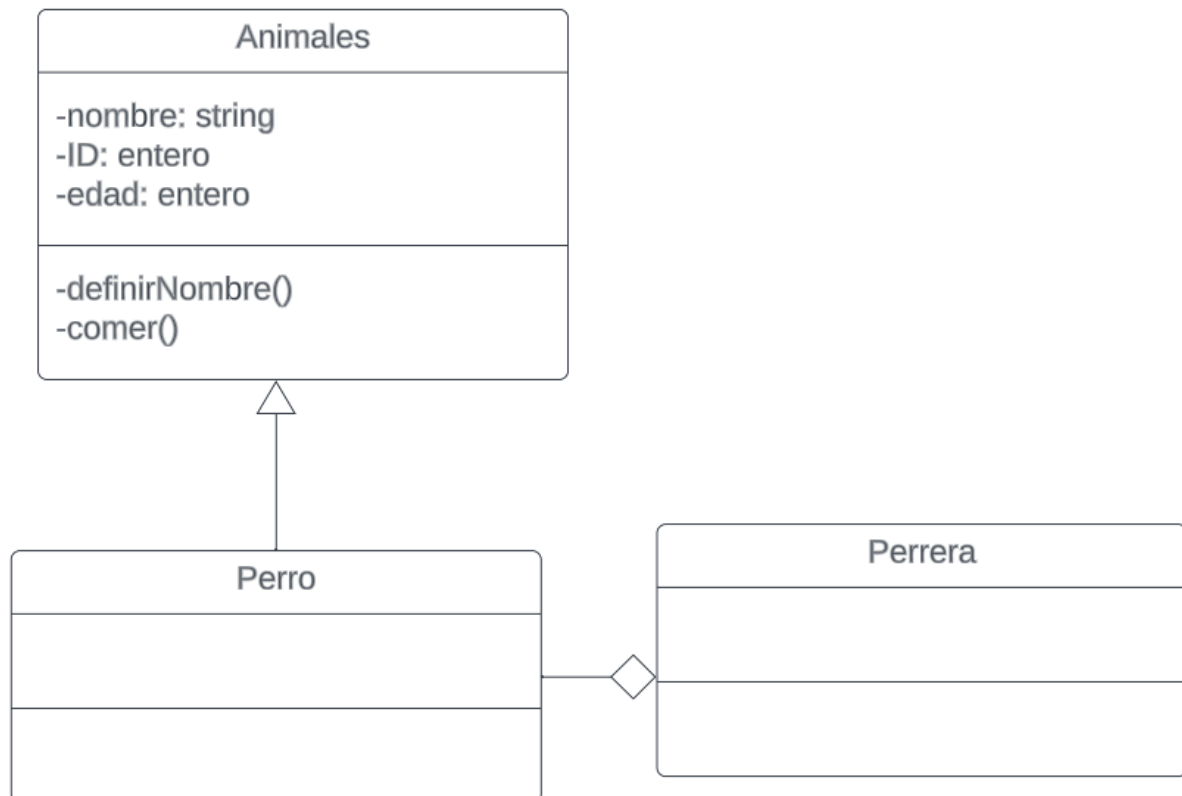 Animales
-nombre: string
-ID: entero
-edad: entero
-definirNombre()
-comer()
Perro
Perrera